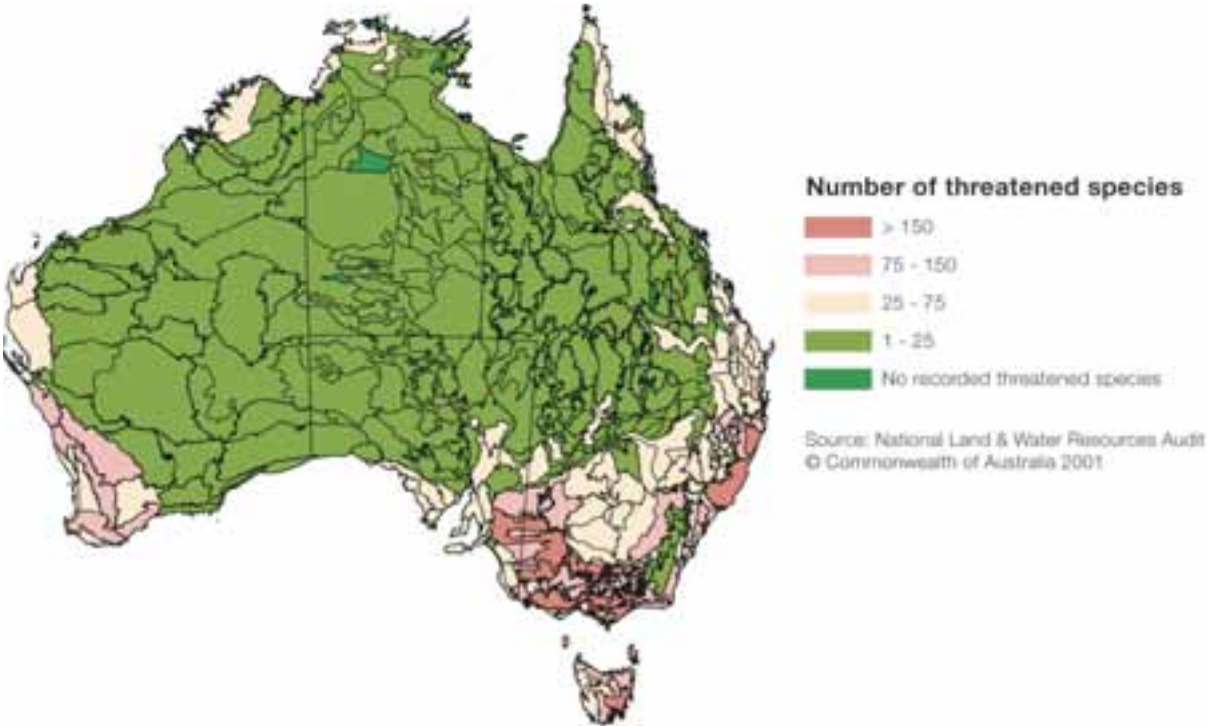 Number of threatened species
> 150
75 - 150
25 - 75
1 - 25
No recorded threatened species
Source: National Land & Water Resources Audit
© Commonwealth of Australia 2001